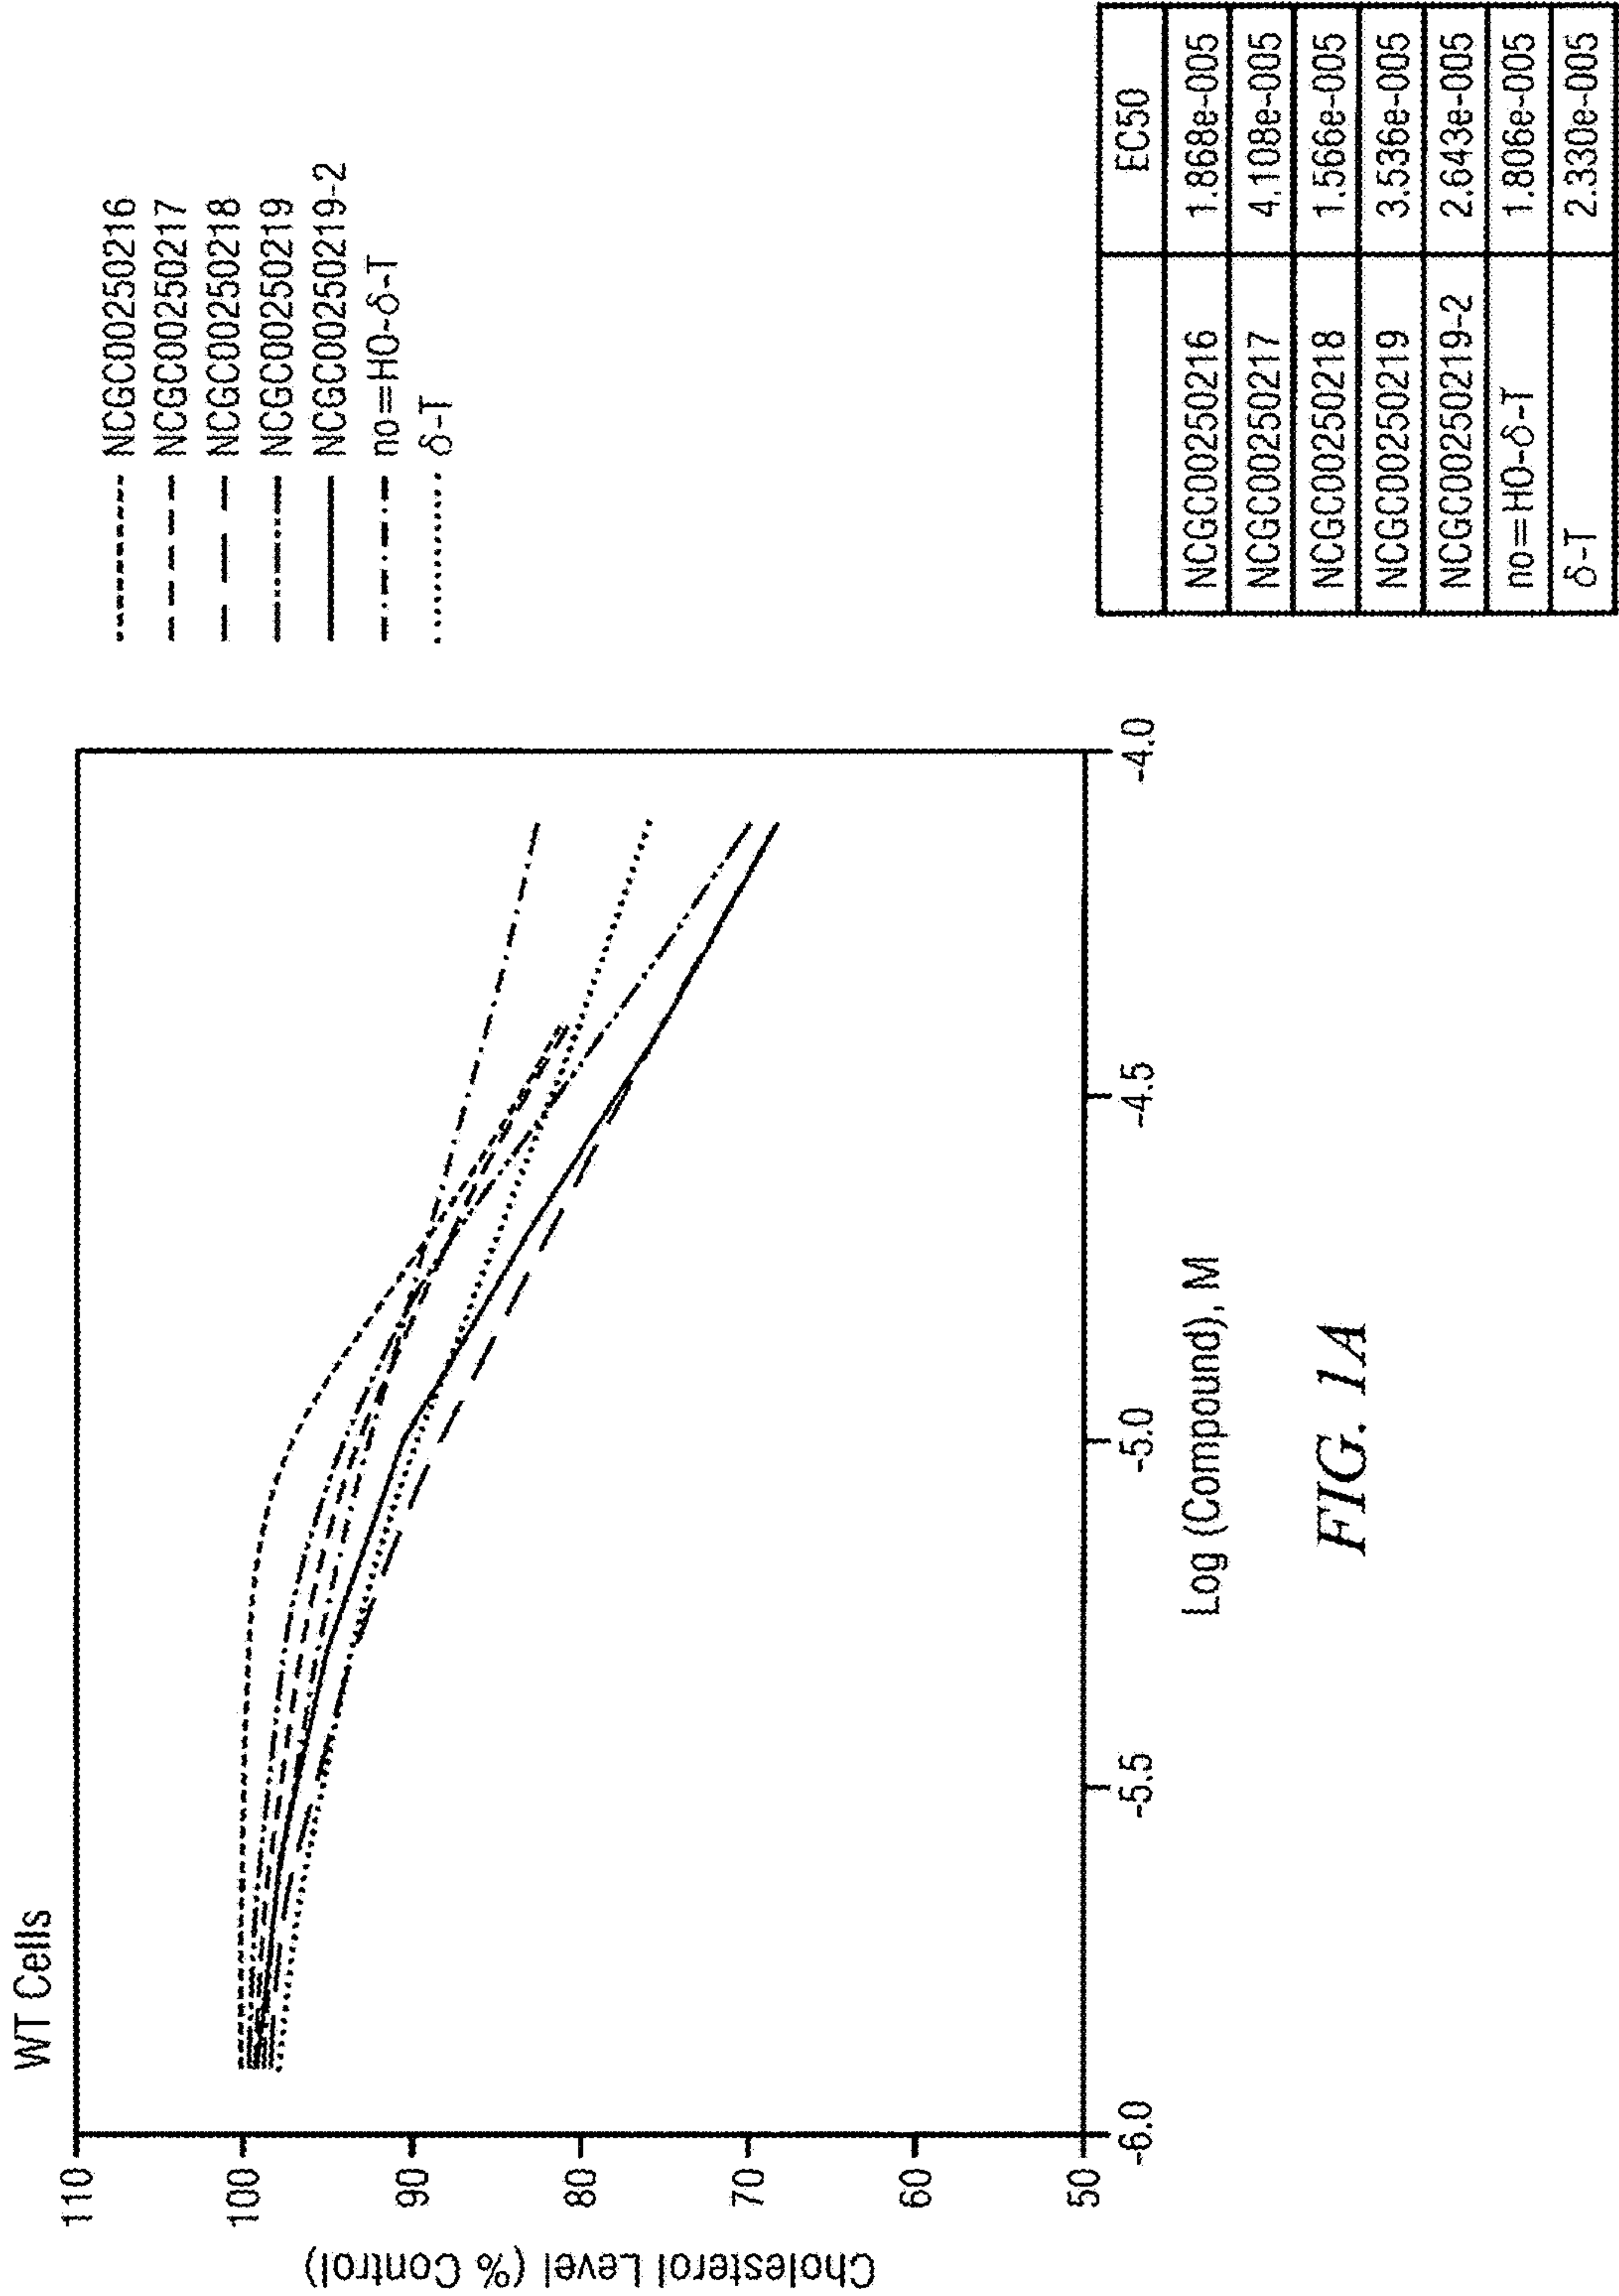 WT Cells
110
100
90
80
70
60
50
Cholesterol Level (% Control)
-6.0
-5.5
-5.0
-4.5
-4.0
Log (Compound), M
NCGC00250216
NCGC00250217
NCGC00250218
NCGC00250219
NCGC00250219-2
no=HO-δ-T
δ-T
EC50
NCGC00250216 1.868e-005
NCGC00250217 4.108e-005
NCGC00250218 1.566e-005
NCGC00250219 3.536e-005
NCGC00250219-2 2.643e-005
no=HO-δ-T 1.806e-005
δ-T 2.330e-005
FIG. 1A